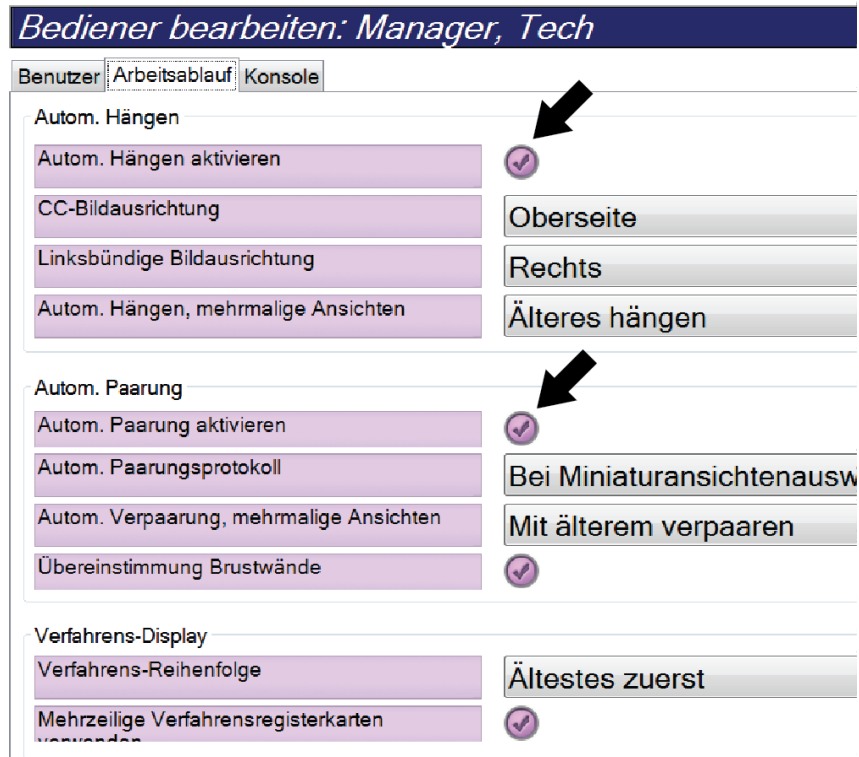 Bediener bearbeiten: Manager, Tech
Benutzer Arbeitsablauf Konsole
Autom. Hängen
Autom. Hängen aktivieren
CC-Bildausrichtung Oberseite
Linksbündige Bildausrichtung Rechts
Autom. Hängen, mehrmalige Ansichten Älteres hängen
Autom. Paarung
Autom. Paarung aktivieren
Autom. Paarungsprotokoll Bei Miniaturansichtenausw
Autom. Verpaarung, mehrmalige Ansichten Mit älterem verpaaren
Übereinstimmung Brustwände
Verfahrens-Display
Verfahrens-Reihenfolge Ältestes zuerst
Mehrzeilige Verfahrensregisterkarten